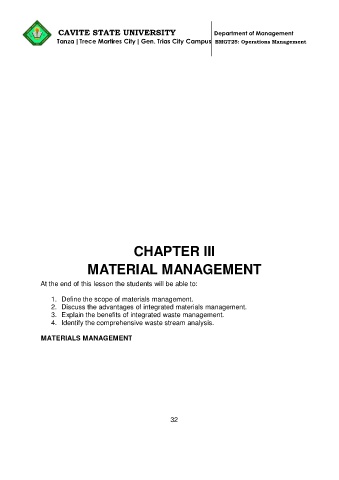 CAVITE STATE UNIVERSITY
Department of Management
Tanza | Trece Martires City | Gen. Trias City Campus
BMGT25: Operations Management
CHAPTER III
MATERIAL MANAGEMENT
At the end of this lesson the students will be able to:
1. Define the scope of materials management.
2. Discuss the advantages of integrated materials management.
3. Explain the benefits of integrated waste management.
4. Identify the comprehensive waste stream analysis.
MATERIALS MANAGEMENT
32